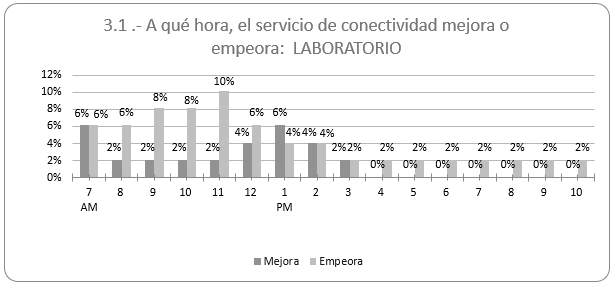 3.1 .- A qué hora, el servicio de conectividad mejora o
empeora: LABORATORIO
12%
10%
8%
6%
4%
2%
0%
6% 6% 2% 6% 2% 8% 2% 8% 2% 10% 4% 6% 6% 4% 4% 4% 2% 2% 0% 2% 0% 2% 0% 2% 0% 2% 0% 2% 0% 2% 0% 2%
7 8 9 10 11 12 1 2 3 4 5 6 7 8 9 10
AM PM
Mejora Empeora